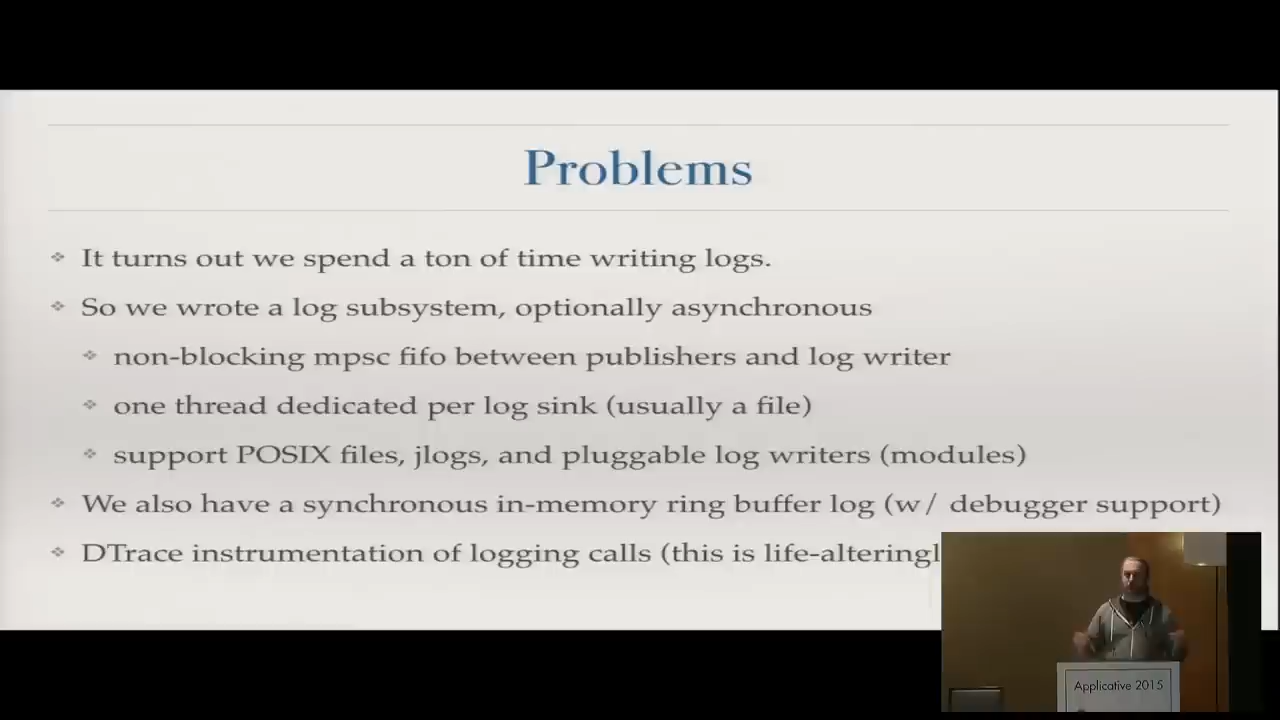 Problems
It turns out we spend a ton of time writing logs.
So we wrote a log subsystem, optionally asynchronous
non-blocking mpsc fifo between publishers and log writer
one thread dedicated per log sink (usually a file)
support POSIX files, jlogs, and pluggable log writers (modules)
We also have a synchronous in-memory ring buffer log (w/ debugger support)
DTrace instrumentation of logging calls (this is
Applicative 2015